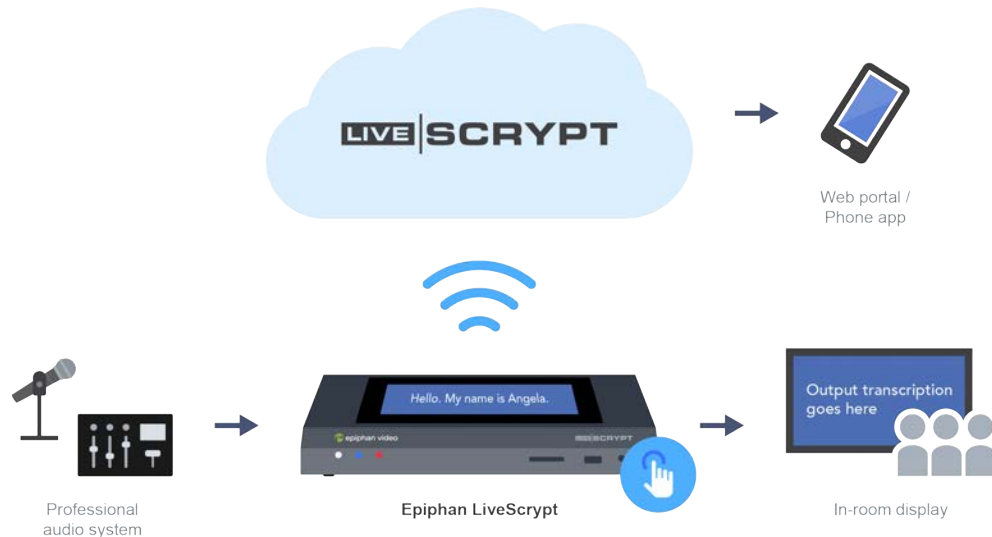 LIVE SCRYPT
Web portal /
Phone app
Hello. My name is Angela.
epiphan video
LIVE SCRYPT
Output transcription
goes here
Professional
audio system
Epiphan LiveScrypt
In-room display